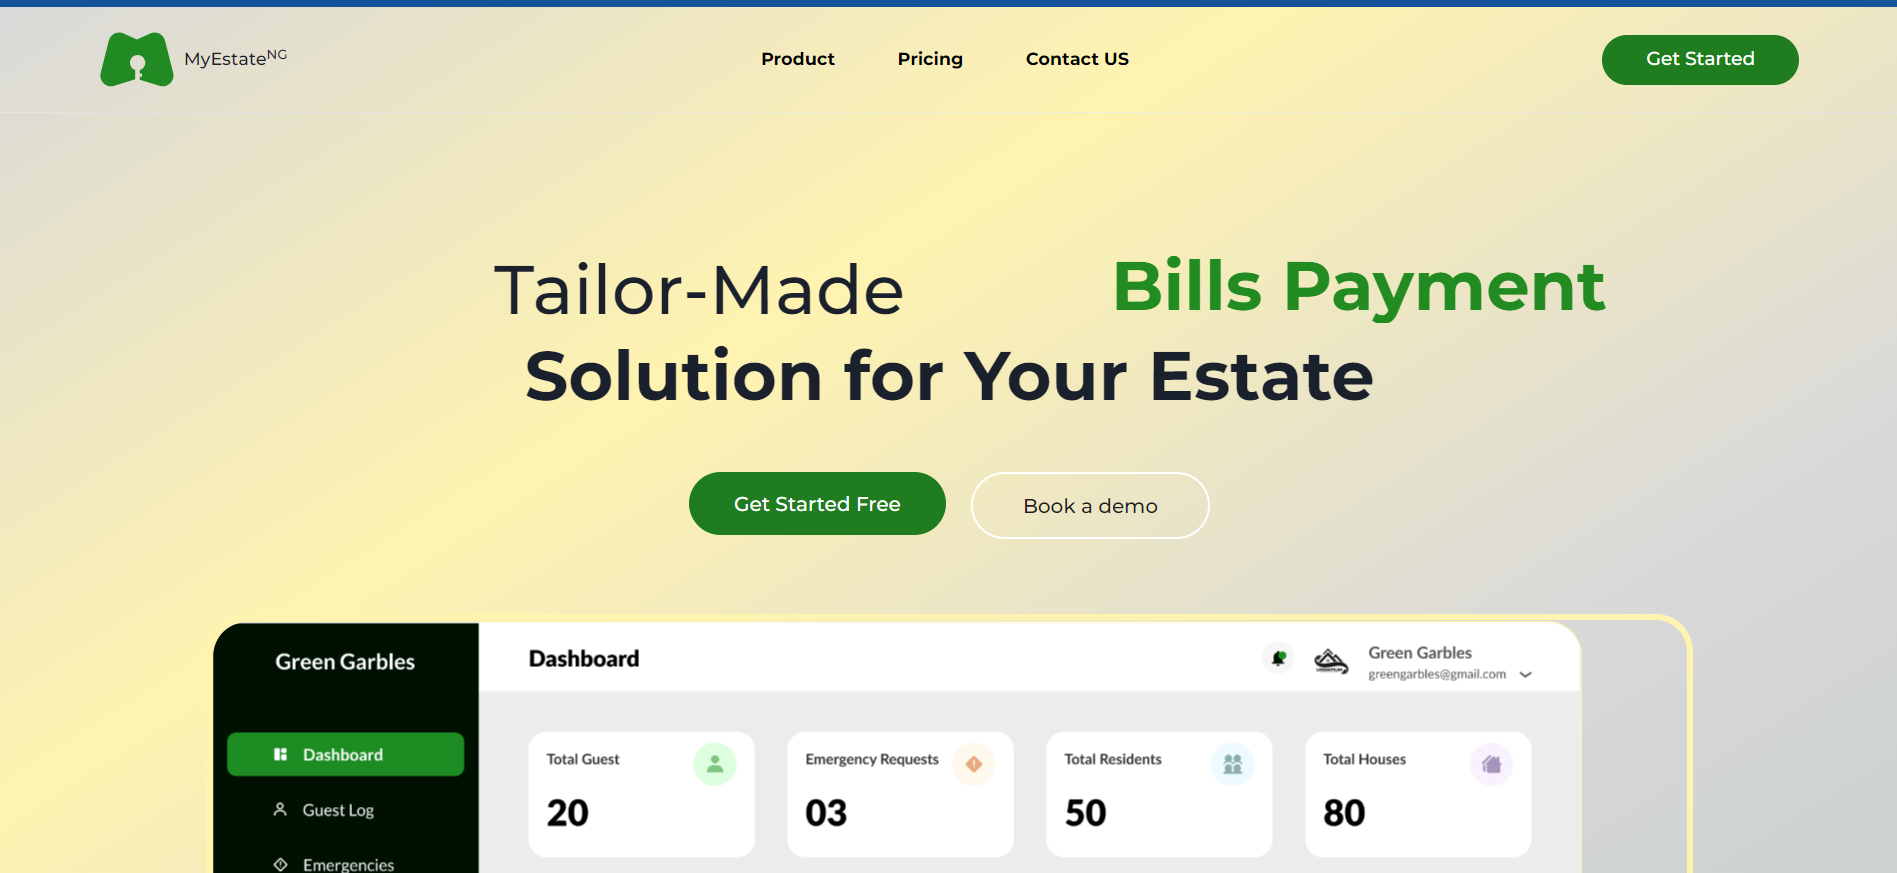 MyEstateNG
Product
Pricing
Contact US
Get Started
Tailor-Made Bills Payment
Solution for Your Estate
Get Started Free
Book a demo
Green Garbles
Dashboard
Green Garbles
greengarbles@gmail.com
Dashboard
Guest Log
Emergencies
Total Guest
20
Emergency Requests
03
Total Residents
50
Total Houses
80